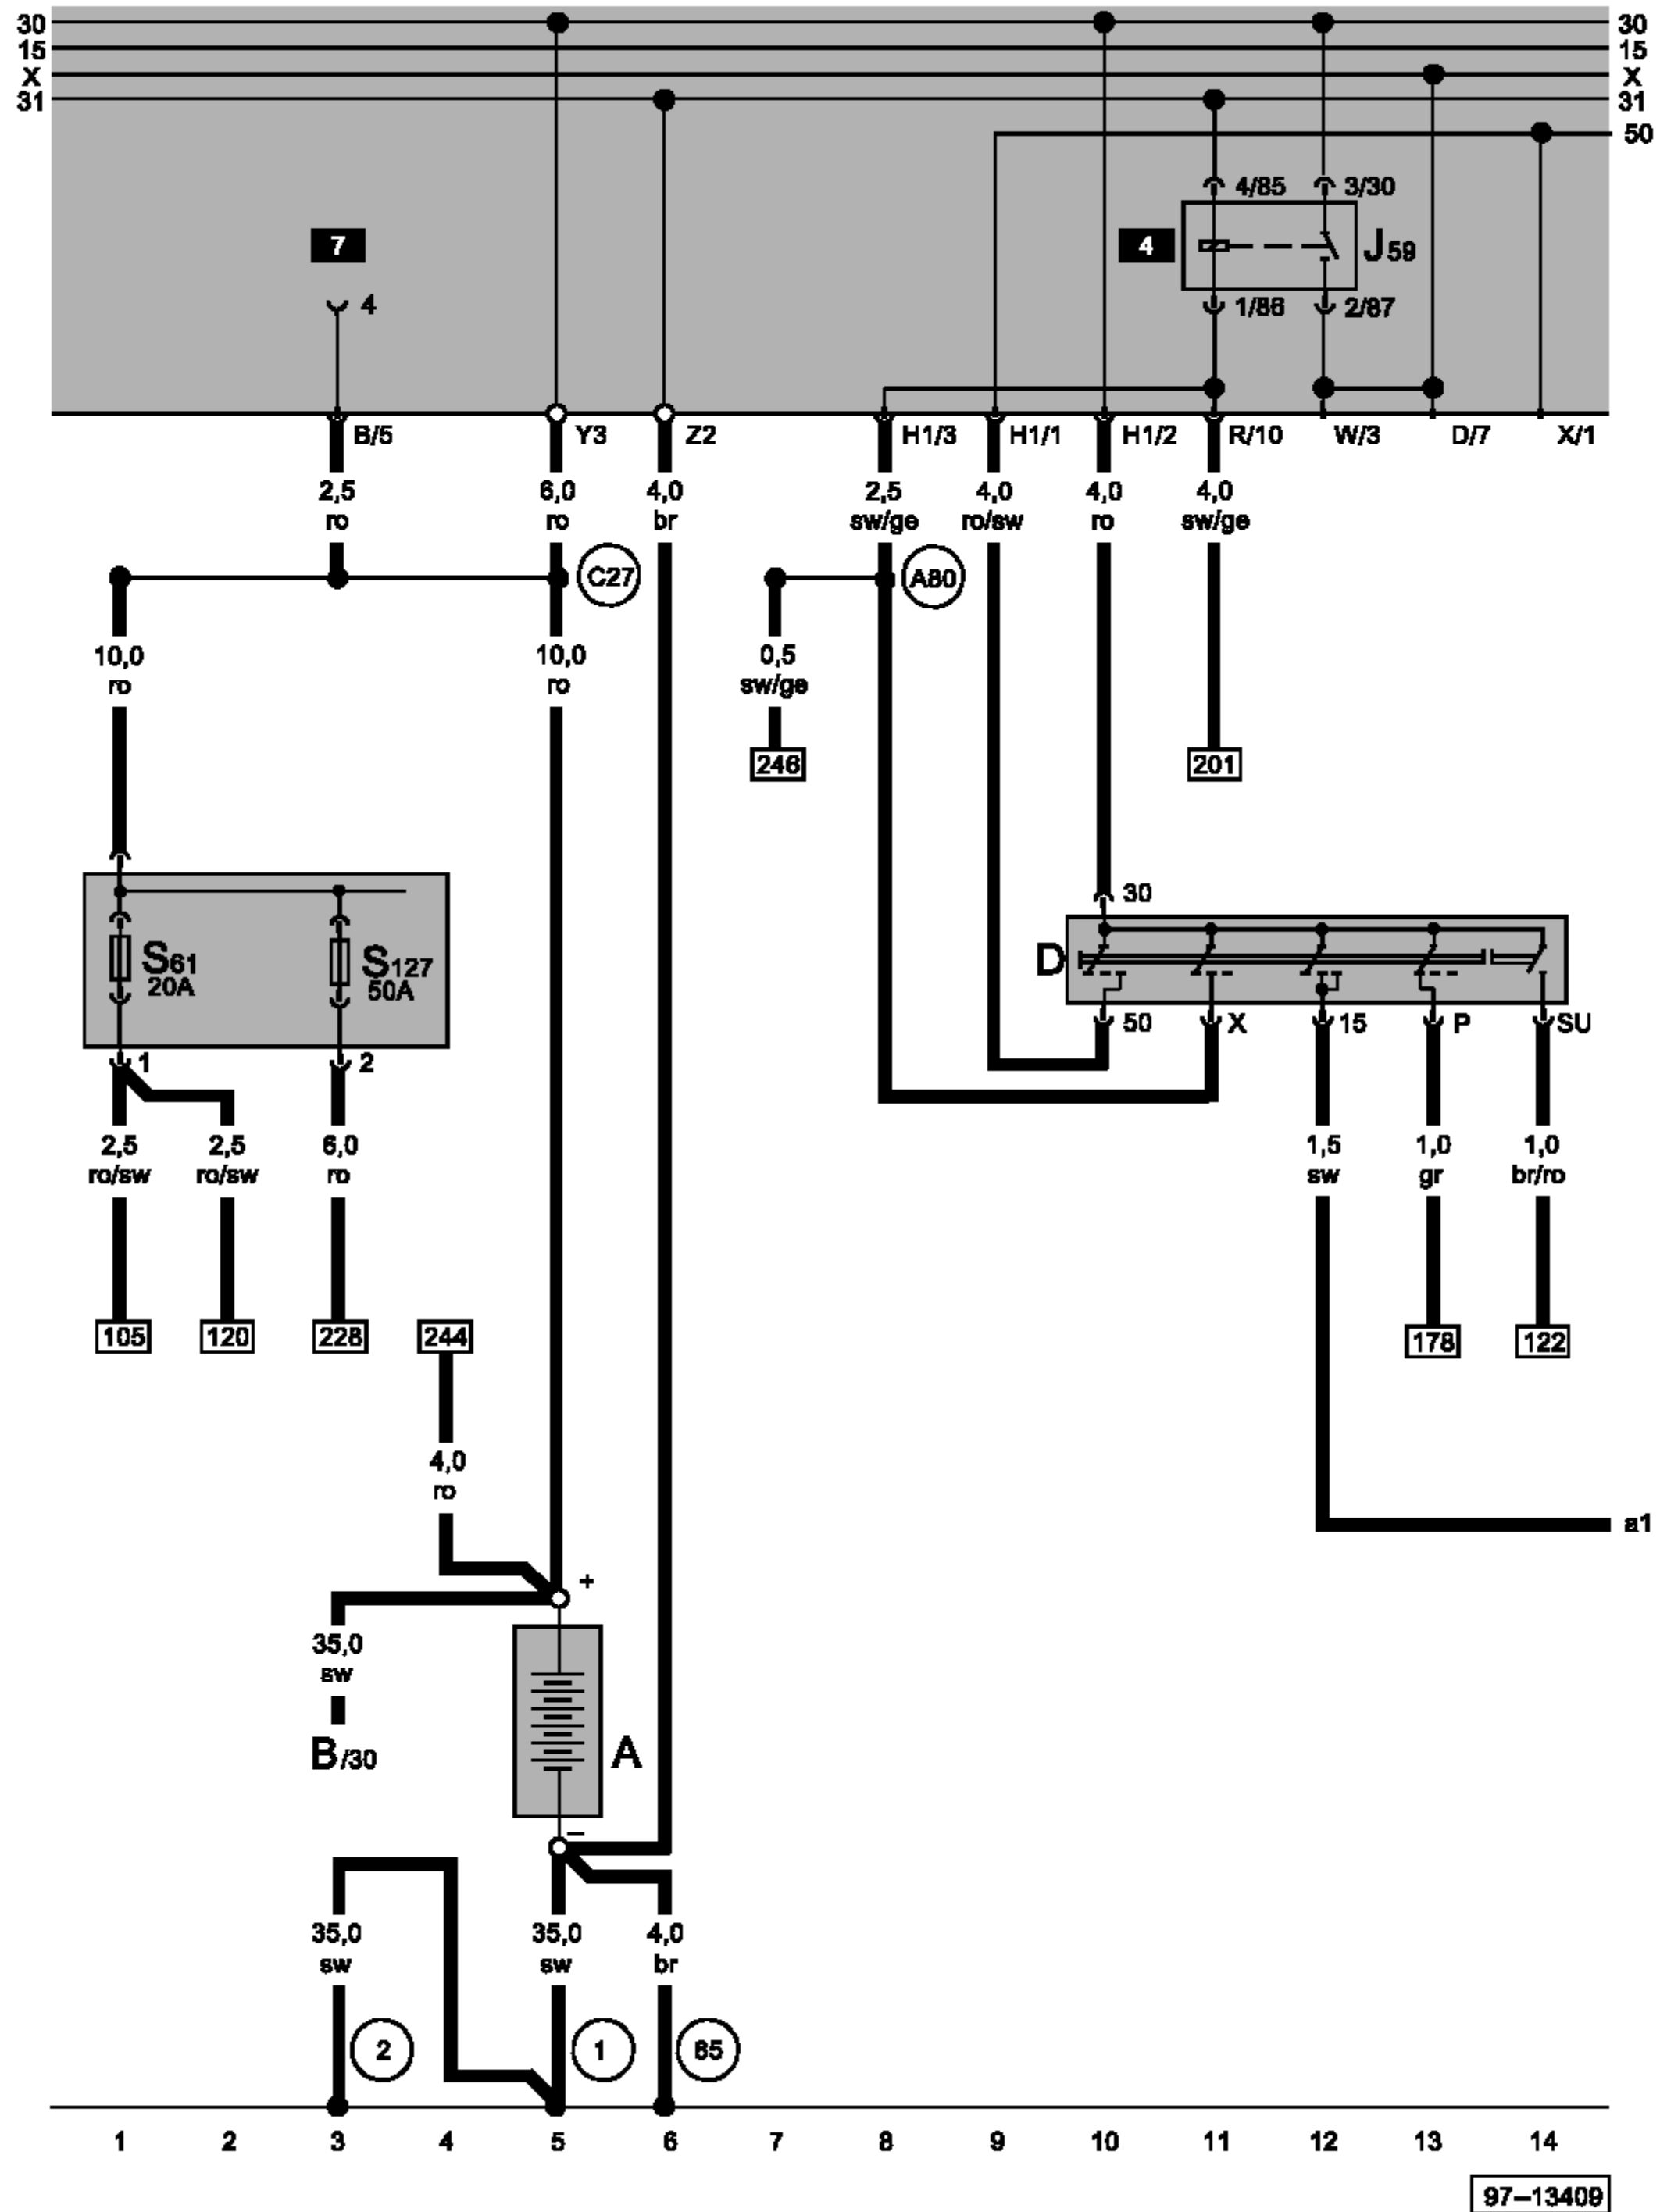 30 30
15 15
X X
31 31
50
4/85 3/30
7 4 J59
4 1/86 2/87
B/5 Y3 Z2 H1/3 H1/1 H1/2 R/10 W/3 D/7 X/1
2,5 6,0 4,0 2,5 4,0 4,0 4,0
ro ro br sw/ge ro/sw ro sw/ge
C27 A80
10,0 10,0 0,5
ro ro sw/ge
246 201
30
S61 S127 D
20A 50A
50 X 15 P SU
1 2
2,5 2,5 6,0 1,5 1,0 1,0
ro/sw ro/sw ro sw gr br/ro
105 120 228 244 178 122
4,0
ro
a1
+
35,0
sw
B/30 A
–
35,0 35,0 4,0
sw sw br
2 1 85
1 2 3 4 5 6 7 8 9 10 11 12 13 14
97–13409